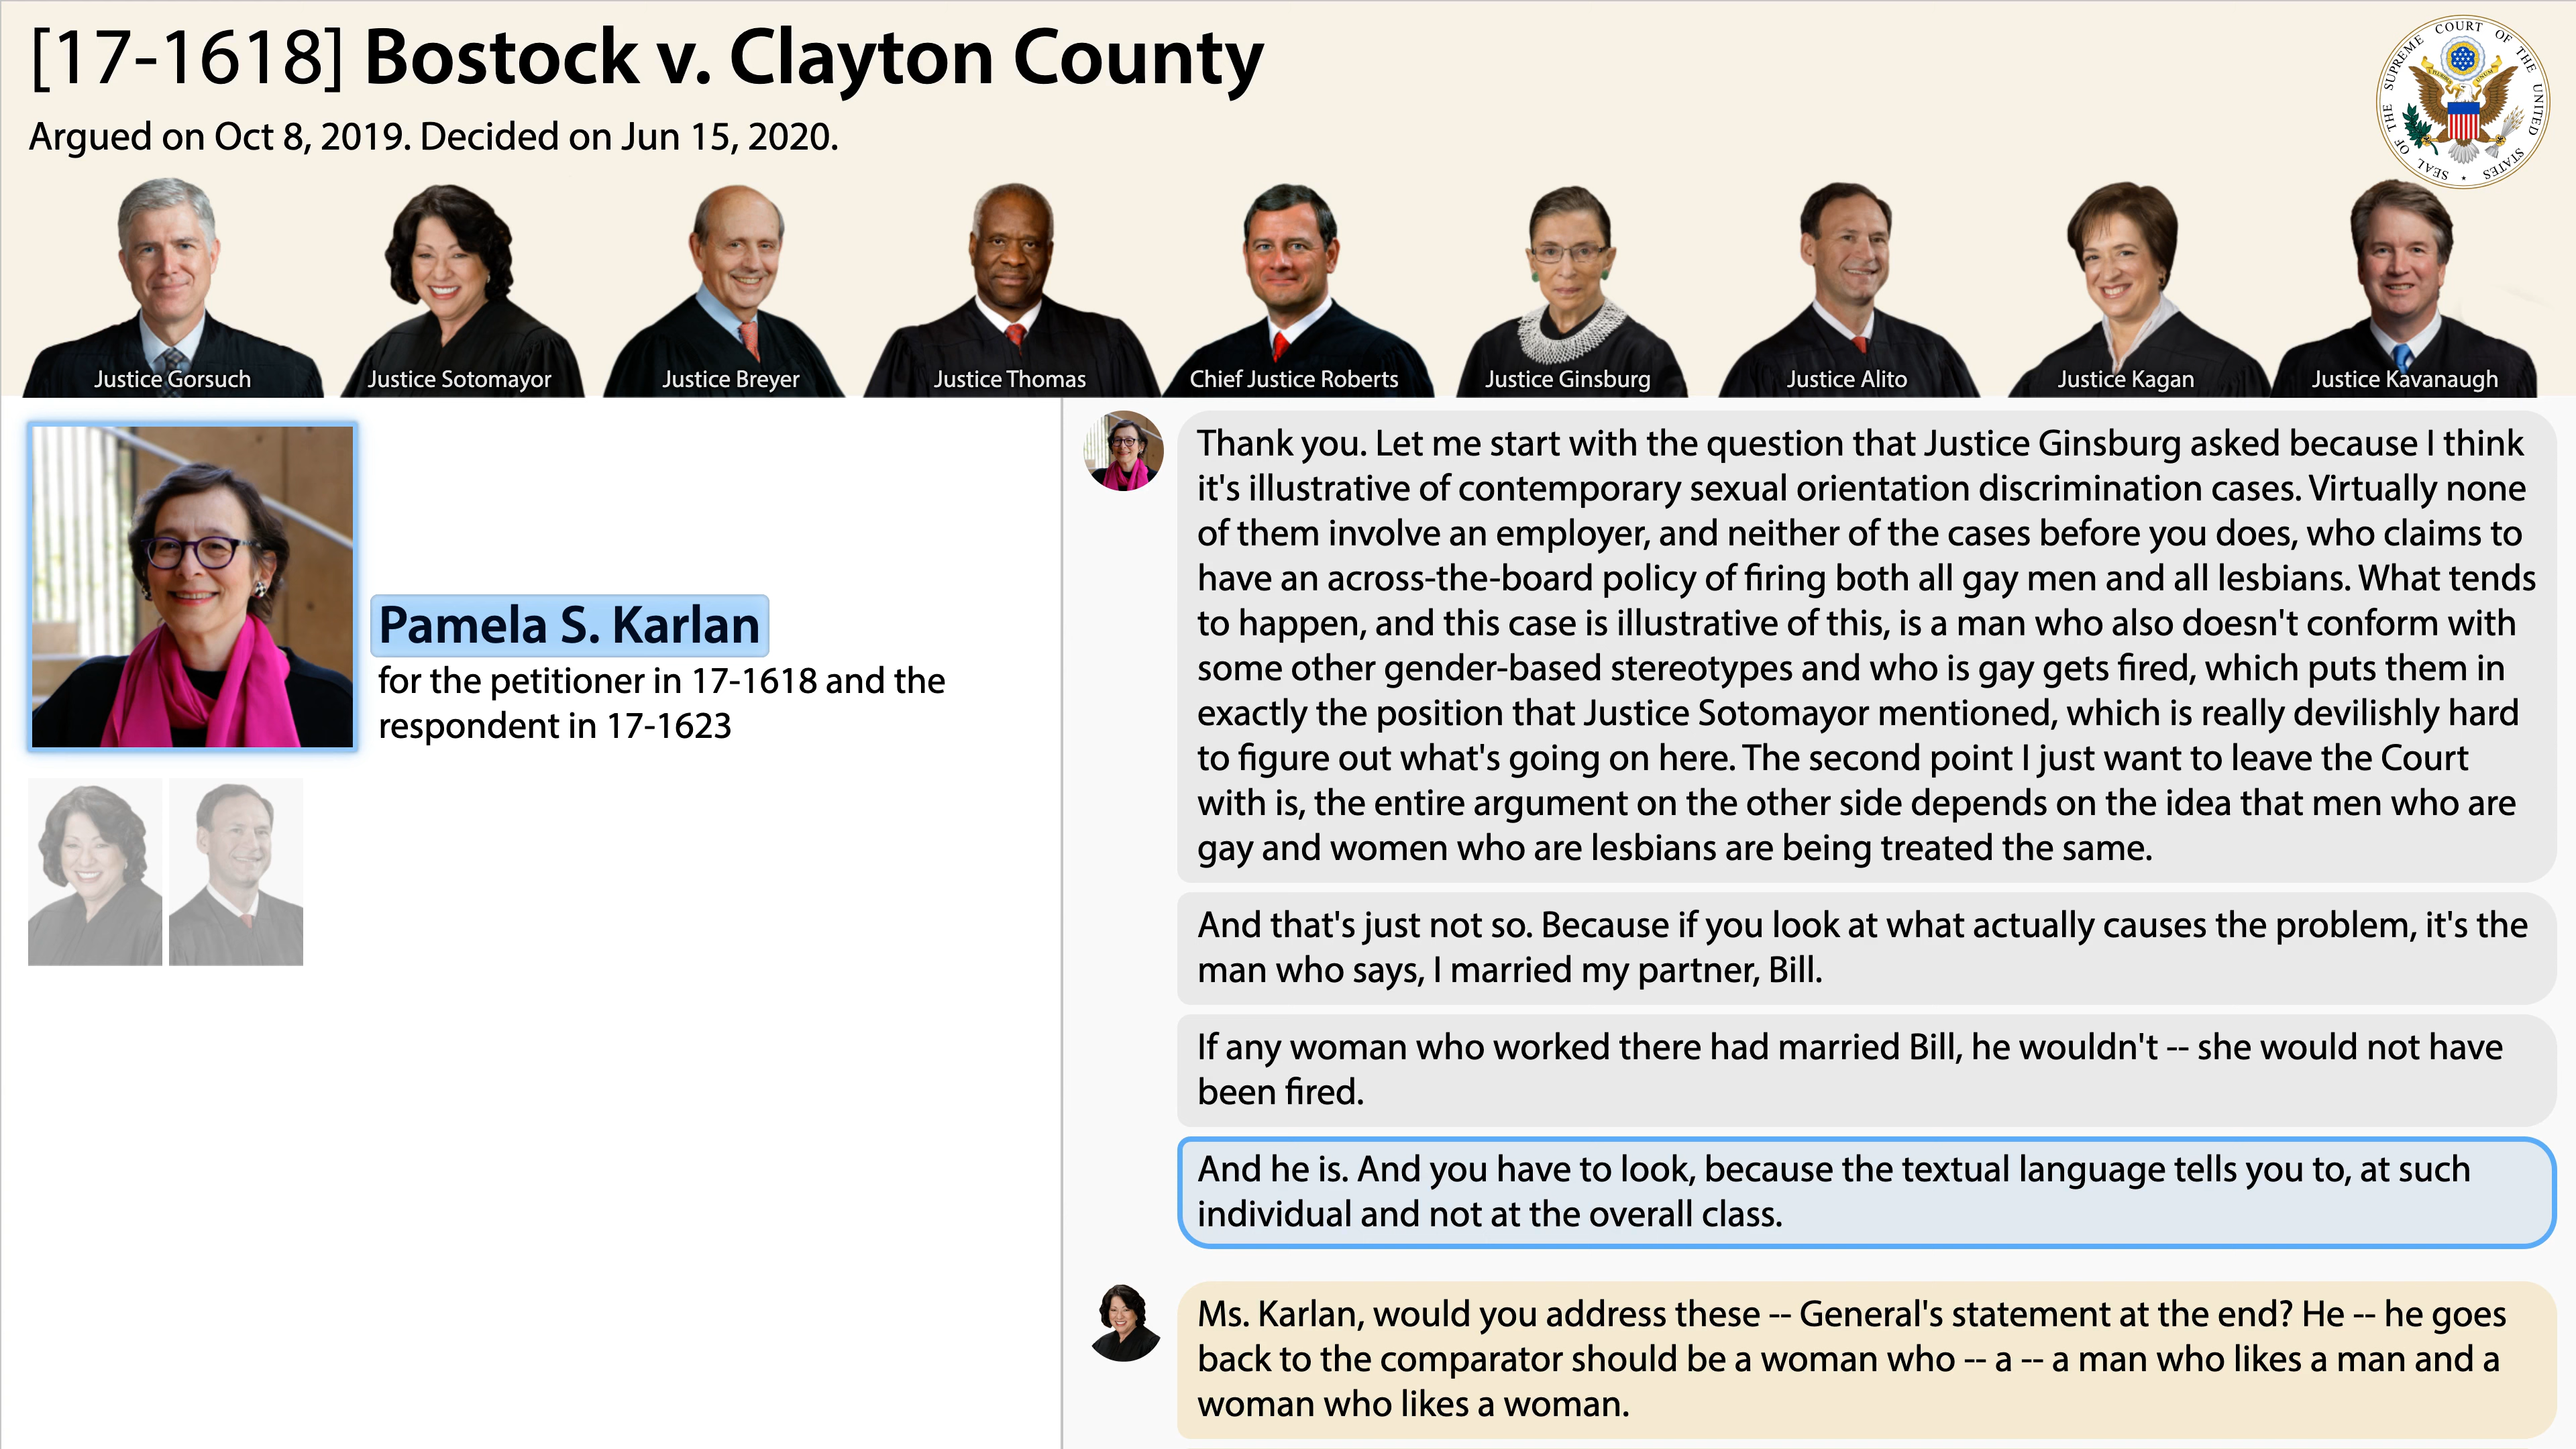 [17-1618] Bostock v. Clayton County
Argued on Oct 8, 2019. Decided on Jun 15, 2020.
SEAL OF THE SUPREME COURT OF THE UNITED STATES
Justice Gorsuch
Justice Sotomayor
Justice Breyer
Justice Thomas
Chief Justice Roberts
Justice Ginsburg
Justice Alito
Justice Kagan
Justice Kavanaugh
Pamela S. Karlan
for the petitioner in 17-1618 and the
respondent in 17-1623
Thank you. Let me start with the question that Justice Ginsburg asked because I think
it's illustrative of contemporary sexual orientation discrimination cases. Virtually none
of them involve an employer, and neither of the cases before you does, who claims to
have an across-the-board policy of firing both all gay men and all lesbians. What tends
to happen, and this case is illustrative of this, is a man who also doesn't conform with
some other gender-based stereotypes and who is gay gets fired, which puts them in
exactly the position that Justice Sotomayor mentioned, which is really devilishly hard
to figure out what's going on here. The second point I just want to leave the Court
with is, the entire argument on the other side depends on the idea that men who are
gay and women who are lesbians are being treated the same.
And that's just not so. Because if you look at what actually causes the problem, it's the
man who says, I married my partner, Bill.
If any woman who worked there had married Bill, he wouldn't -- she would not have
been fired.
And he is. And you have to look, because the textual language tells you to, at such
individual and not at the overall class.
Ms. Karlan, would you address these -- General's statement at the end? He -- he goes
back to the comparator should be a woman who -- a -- a man who likes a man and a
woman who likes a woman.